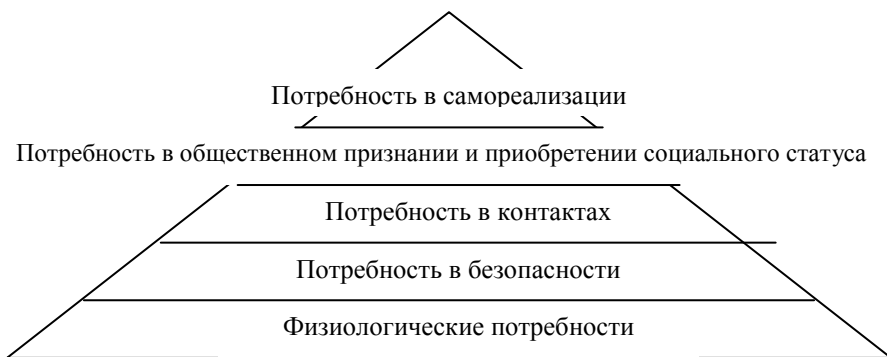 Потребность в самореализации
Потребность в общественном признании и приобретении социального статуса
Потребность в контактах
Потребность в безопасности
Физиологические потребности